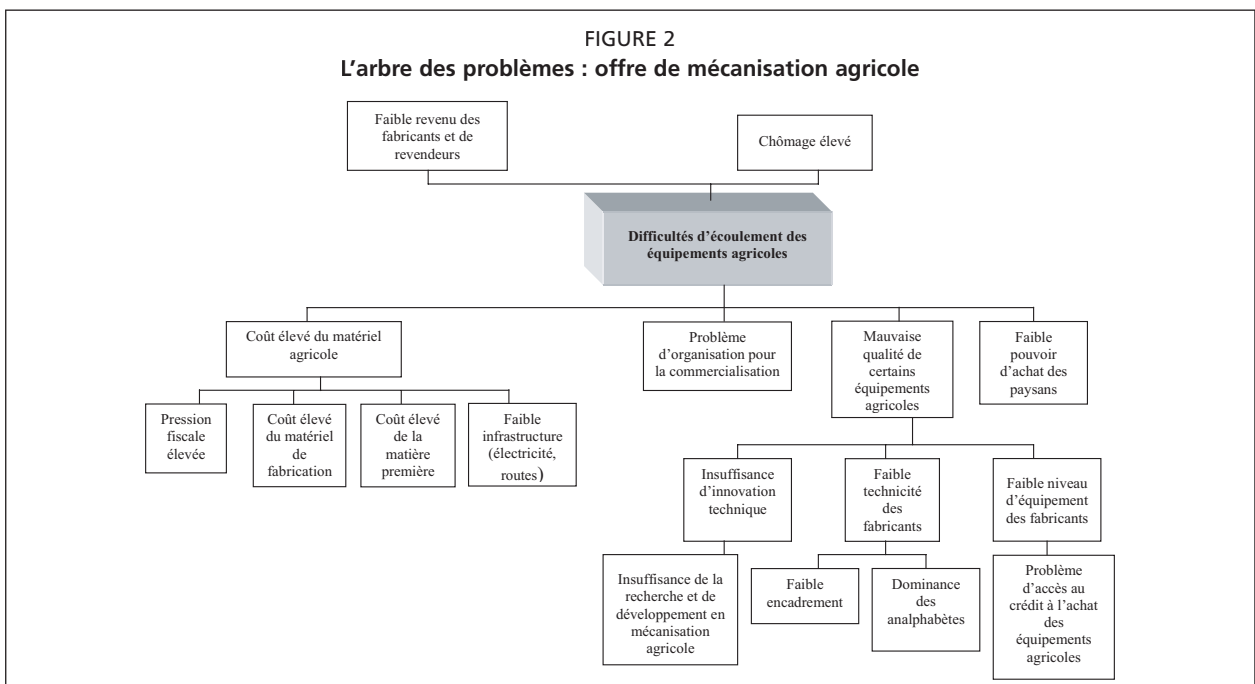 FIGURE 2
L'arbre des problèmes : offre de mécanisation agricole
Faible revenu des
fabricants et de
revendeurs
Chômage élevé
Difficultés d'écoulement des
équipements agricoles
Coût élevé du matériel
agricole
Problème
d'organisation pour
la commercialisation
Mauvaise
qualité de
certains
équipements
agricoles
Faible
pouvoir
d'achat des
paysans
Pression
fiscale
élevée
Coût élevé
du matériel
de
fabrication
Coût élevé
de la
matière
première
Faible
infrastructure
(électricité,
routes)
Insuffisance
d'innovation
technique
Faible
technicité
des
fabricants
Faible niveau
d'équipement
des fabricants
Insuffisance de la
recherche et de
développement en
mécanisation
agricole
Faible
encadrement
Dominance
des
analphabètes
Problème
d'accès au
crédit à l'achat
des
équipements
agricoles